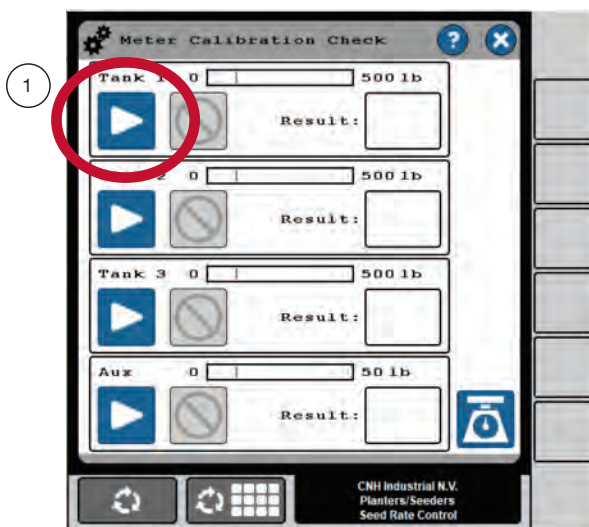 1
Meter Calibration Check ?
Tank 1 0 500 lb
Result:
2 0 500 lb
Result:
Tank 3 0 500 lb
Result:
Aux 0 50 lb
Result:
CNH Industrial N.V.
Planters/Seeders
Seed Rate Control